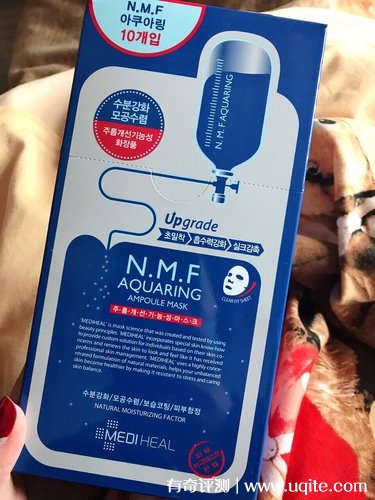 N.M.F
아쿠아링
10개입
수분강화
모공수렴
주름개선기능성
화장품
N.M.F AQUARING
Upgrade
초밀착 흡수력강화 실크감촉
N.M.F
AQUARING
AMPOULE MASK
CLEAR FIT SHEET
주·름·개·선·기·능·성·마·스·크
'MEDIHEAL' is mask science that was created and tested by using
beauty principles. 'MEDIHEAL' incorporates special skin know-how
to provide custom solution for individuals based on their skin co-
ncerns and renews the skin to look and feel like it has received
professional skin management. 'MEDIHEAL' uses a highly conce-
ntrated formulation of natural materials, helps your unbalanced
skin become healthier by making it resistant to stress and caring
skin balance.
수분강화/모공수렴/보습코팅/피부청정
NATURAL MOISTURIZING FACTOR
MEDIHEAL
有奇评测 | www.uqite.com